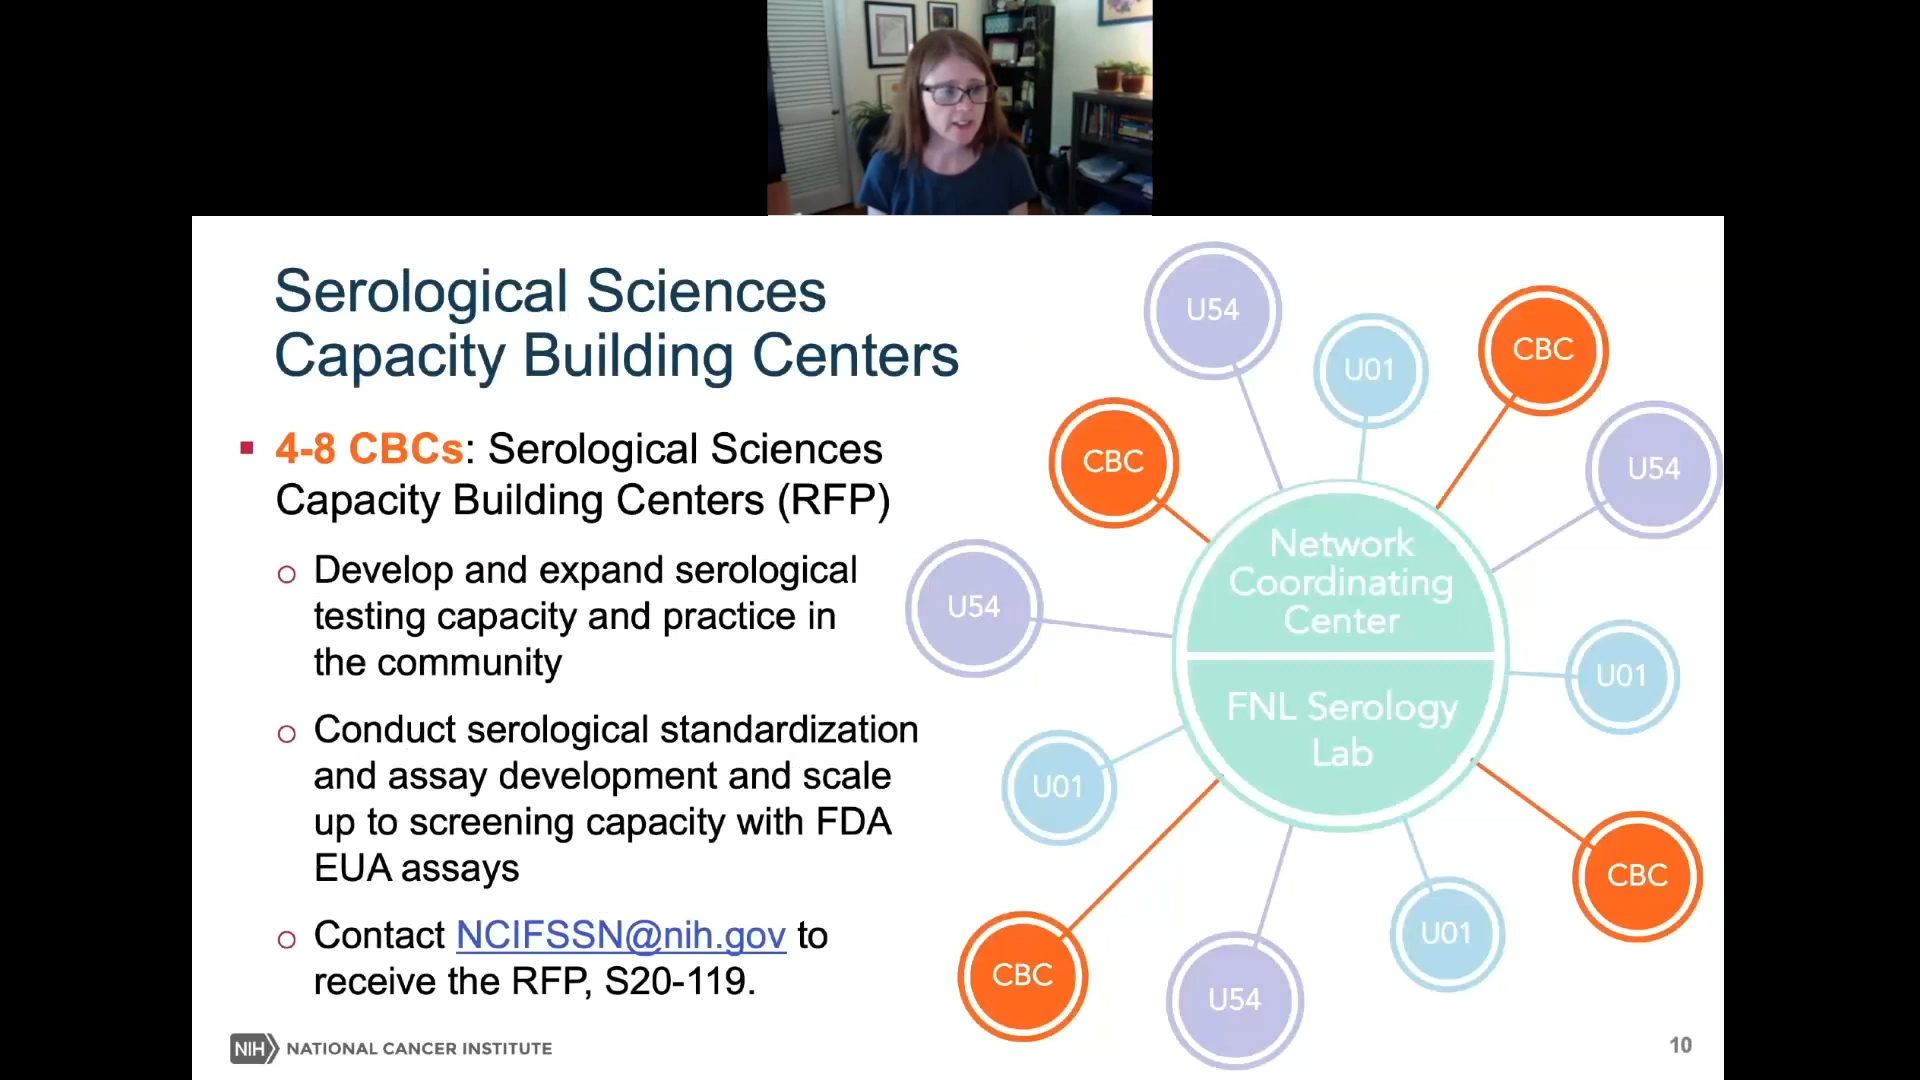 Serological Sciences
Capacity Building Centers
▪ 4-8 CBCs: Serological Sciences
Capacity Building Centers (RFP)
o Develop and expand serological
testing capacity and practice in
the community
o Conduct serological standardization
and assay development and scale
up to screening capacity with FDA
EUA assays
o Contact NCIFSSN@nih.gov to
receive the RFP, S20-119.
U54
U01
CBC
CBC
U54
Network
Coordinating
Center
U54
U01
FNL Serology
Lab
U01
CBC
U01
CBC
U54
NIH NATIONAL CANCER INSTITUTE
10